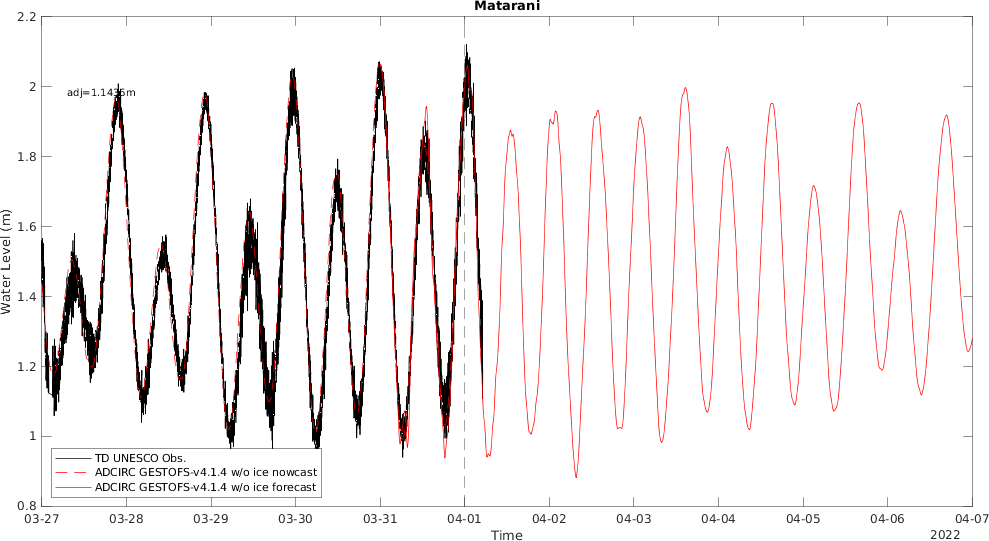 Matarani
2.2
2
1.8
1.6
1.4
1.2
1
0.8
Water Level (m)
adj=1.1435m
TD UNESCO Obs.
ADCIRC GESTOFS-v4.1.4 w/o ice nowcast
ADCIRC GESTOFS-v4.1.4 w/o ice forecast
03-27 03-28 03-29 03-30 03-31 04-01 04-02 04-03 04-04 04-05 04-06 04-07
Time
2022